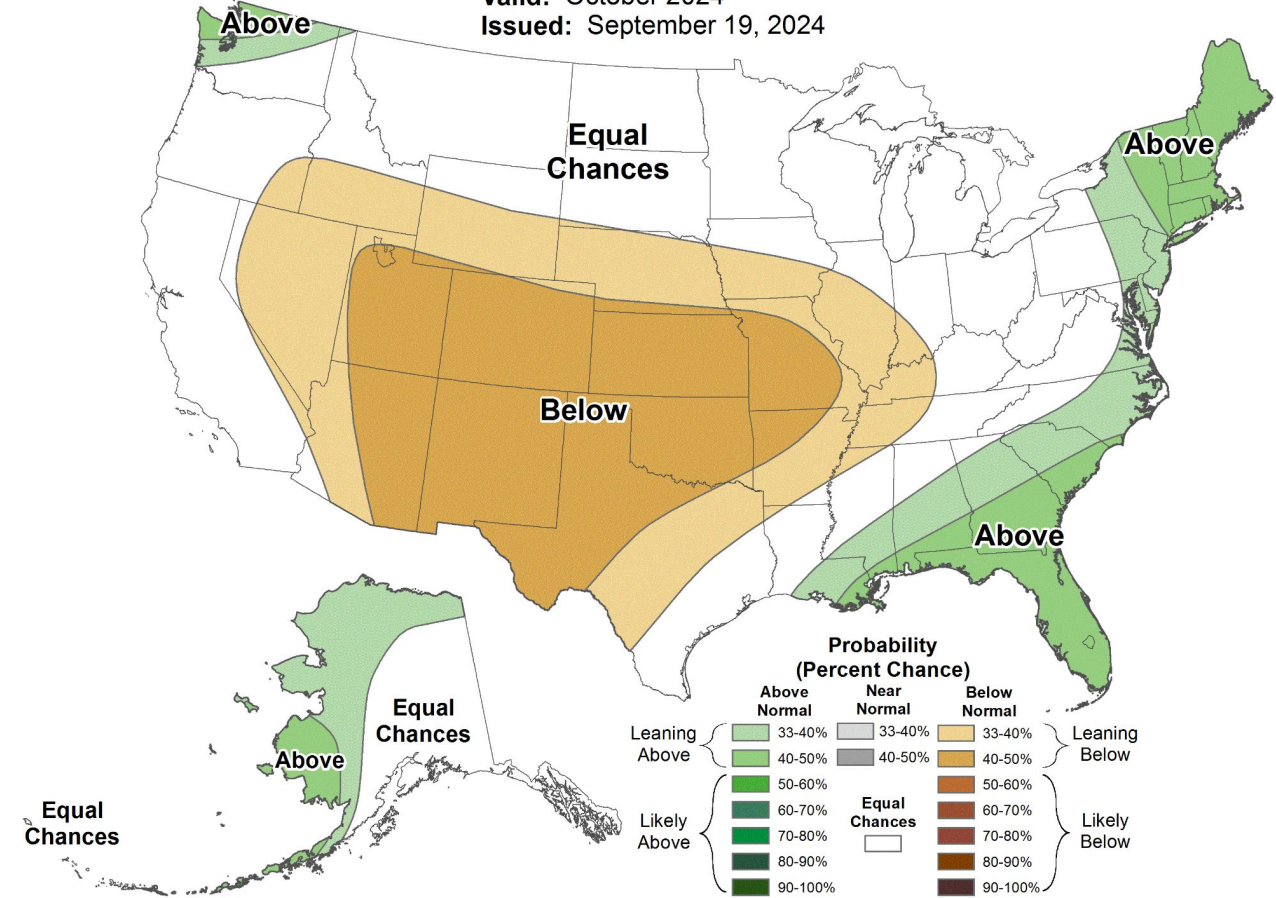 Valid: October 2024
Issued: September 19, 2024
Above
Equal
Chances
Above
Below
Above
Equal
Chances
Above
Equal
Chances
Probability
(Percent Chance)
Above
Normal
Near
Normal
Below
Normal
Leaning
Above
33-40%
33-40%
33-40%
Leaning
Below
40-50%
40-50%
40-50%
Likely
Above
50-60%
60-70%
70-80%
80-90%
90-100%
Equal
Chances
50-60%
60-70%
70-80%
80-90%
90-100%
Likely
Below